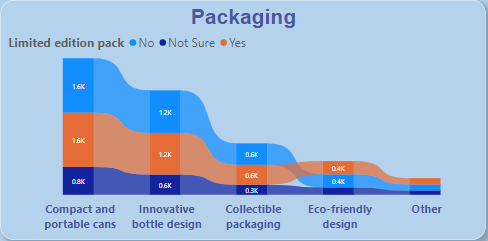 Packaging
Limited edition pack No Not Sure Yes
1.6K 1.2K 0.6K 0.4K
1.6K 1.2K 0.6K 0.4K
0.8K 0.6K 0.3K
Compact and portable cans
Innovative bottle design
Collectible packaging
Eco-friendly design
Other